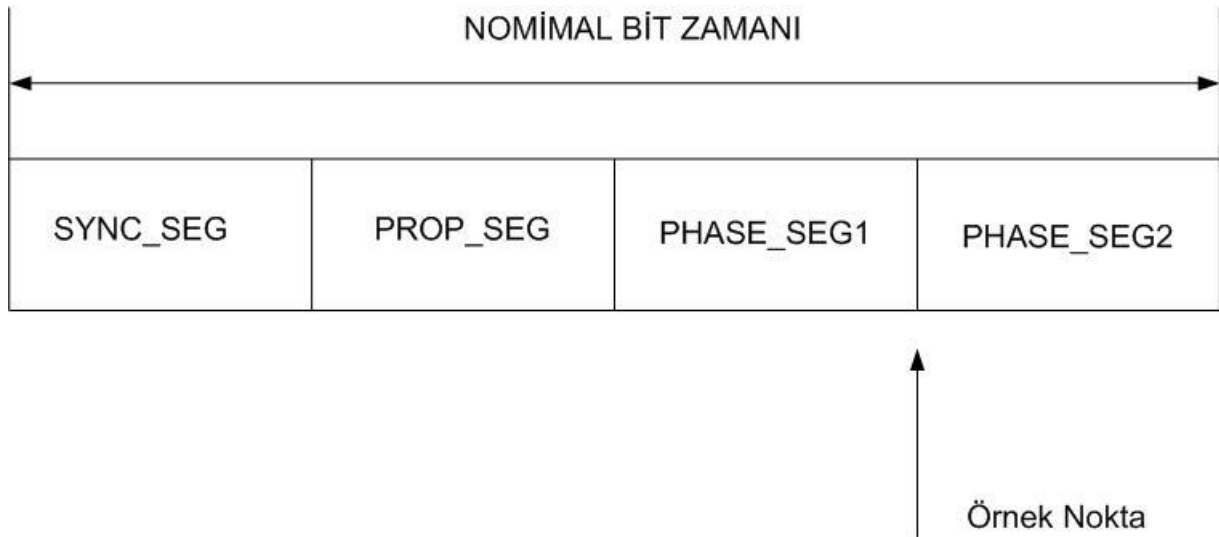 NOMİMAL BİT ZAMANI
SYNC_SEG
PROP_SEG
PHASE_SEG1
PHASE_SEG2
Örnek Nokta